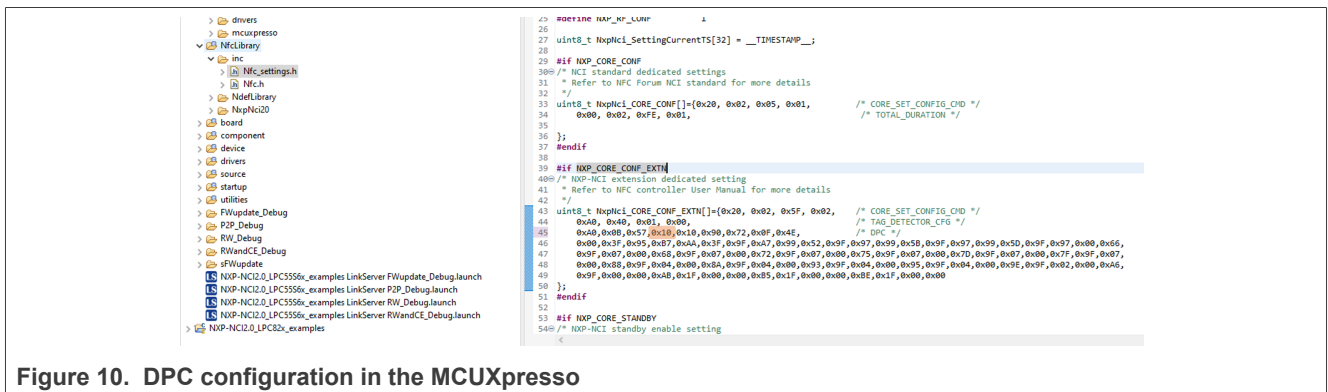 drivers
mcuxpresso
NfcLibrary
inc
Nfc_settings.h
Nfc.h
NdefLibrary
NxpNci20
board
component
device
drivers
source
startup
utilities
FWupdate_Debug
P2P_Debug
RW_Debug
RWandCE_Debug
sFWupdate
NXP-NCI2.0_LPC55S6x_examples LinkServer FWupdate_Debug.launch
NXP-NCI2.0_LPC55S6x_examples LinkServer P2P_Debug.launch
NXP-NCI2.0_LPC55S6x_examples LinkServer RW_Debug.launch
NXP-NCI2.0_LPC55S6x_examples LinkServer RWandCE_Debug.launch
NXP-NCI2.0_LPC82x_examples
25 #define NXP_RF_CONF 1
26
27 uint8_t NxpNci_SettingCurrentTS[32] = __TIMESTAMP__;
28
29 #if NXP_CORE_CONF
30 /* NCI standard dedicated settings
31 * Refer to NFC Forum NCI standard for more details
32 */
33 uint8_t NxpNci_CORE_CONF[]={0x20, 0x02, 0x05, 0x01, /* CORE_SET_CONFIG_CMD */
34 0x00, 0x02, 0xFE, 0x01, /* TOTAL_DURATION */
35
36 };
37 #endif
38
39 #if NXP_CORE_CONF_EXTN
40 /* NXP-NCI extension dedicated setting
41 * Refer to NFC controller User Manual for more details
42 */
43 uint8_t NxpNci_CORE_CONF_EXTN[]={0x20, 0x02, 0x5F, 0x02, /* CORE_SET_CONFIG_CMD */
44 0xA0, 0x40, 0x01, 0x00, /* TAG_DETECTOR_CFG */
45 0xA0,0x0B,0x57,0x10,0x10,0x90,0x72,0x0F,0x4E, /* DPC */
46 0x00,0x3F,0x95,0xB7,0xAA,0x3F,0x9F,0xA7,0x99,0x52,0x9F,0x97,0x99,0x5B,0x9F,0x97,0x99,0x5D,0x9F,0x97,0x00,0x66,
47 0x9F,0x07,0x00,0x68,0x9F,0x07,0x00,0x72,0x9F,0x07,0x00,0x75,0x9F,0x07,0x00,0x7D,0x9F,0x07,0x00,0x7F,0x9F,0x07,
48 0x00,0x88,0x9F,0x04,0x00,0x8A,0x9F,0x04,0x00,0x93,0x9F,0x04,0x00,0x95,0x9F,0x04,0x00,0x9E,0x9F,0x02,0x00,0xA6,
49 0x9F,0x00,0x00,0xAB,0x1F,0x00,0x00,0xB5,0x1F,0x00,0x00,0xBE,0x1F,0x00,0x00
50 };
51 #endif
52
53 #if NXP_CORE_STANDBY
54 /* NXP-NCI standby enable setting
Figure 10. DPC configuration in the MCUXpresso